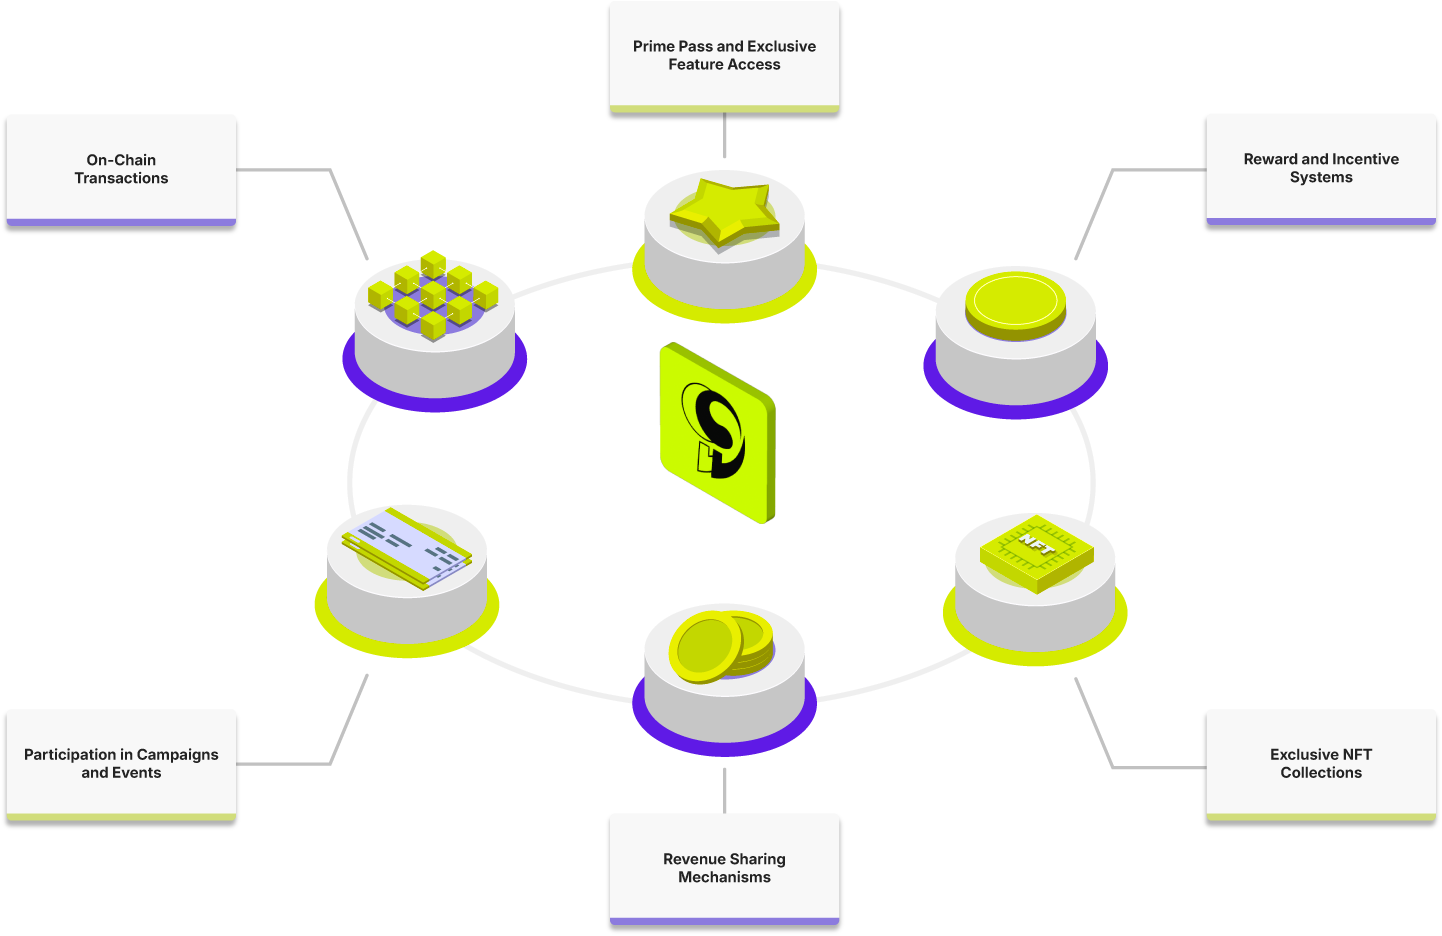 Prime Pass and Exclusive
Feature Access
On-Chain
Transactions
Reward and Incentive
Systems
NFT
Participation in Campaigns
and Events
Exclusive NFT
Collections
Revenue Sharing
Mechanisms